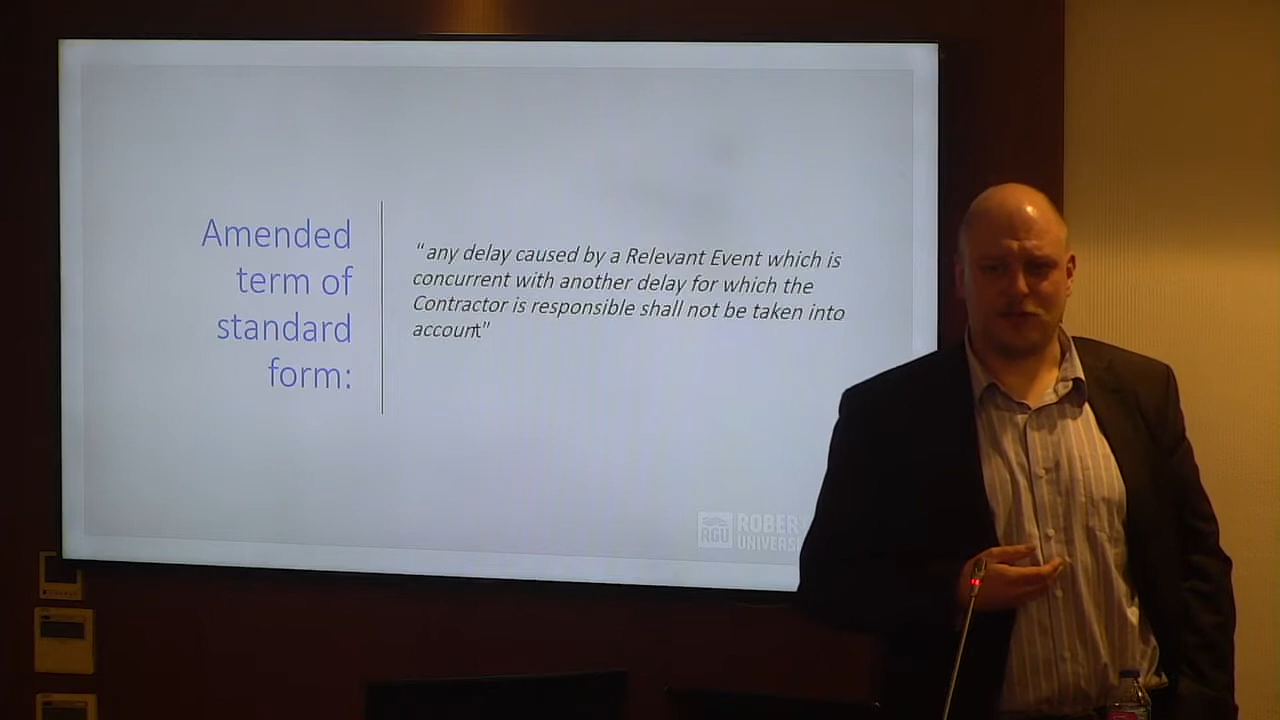 Amended
term of
standard
form:
“any delay caused by a Relevant Event which is
concurrent with another delay for which the
Contractor is responsible shall not be taken into
account”
RGU